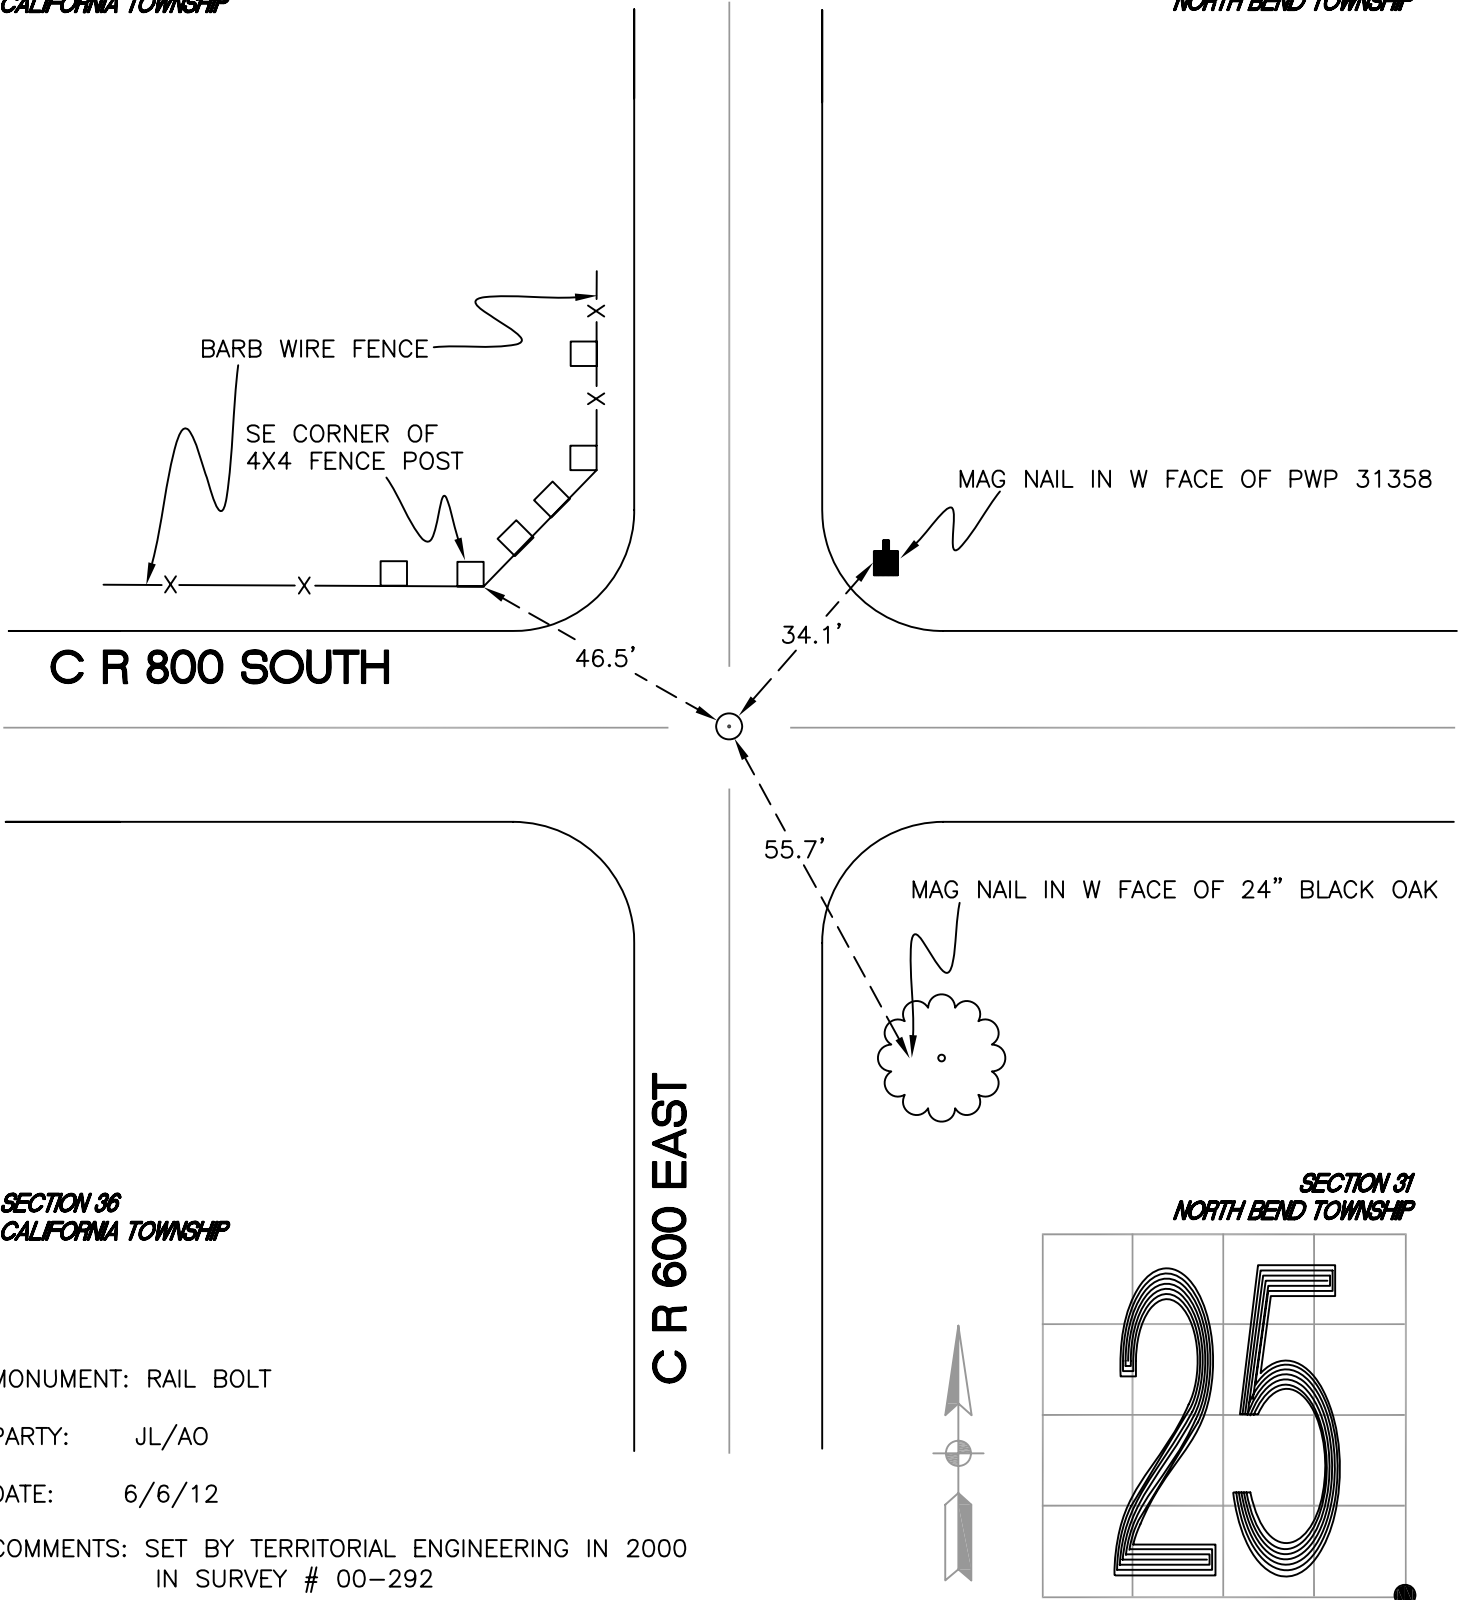 CALIFORNIA TOWNSHIP
NORTH BEND TOWNSHIP
BARB WIRE FENCE
SE CORNER OF
4X4 FENCE POST
MAG NAIL IN W FACE OF PWP 31358
X
X
X
X
34.1’
46.5’
C R 800 SOUTH
55.7’
MAG NAIL IN W FACE OF 24” BLACK OAK
C R 600 EAST
SECTION 36
CALIFORNIA TOWNSHIP
SECTION 31
NORTH BEND TOWNSHIP
25
MONUMENT: RAIL BOLT
PARTY: JL/AO
DATE: 6/6/12
COMMENTS: SET BY TERRITORIAL ENGINEERING IN 2000
IN SURVEY # 00-292